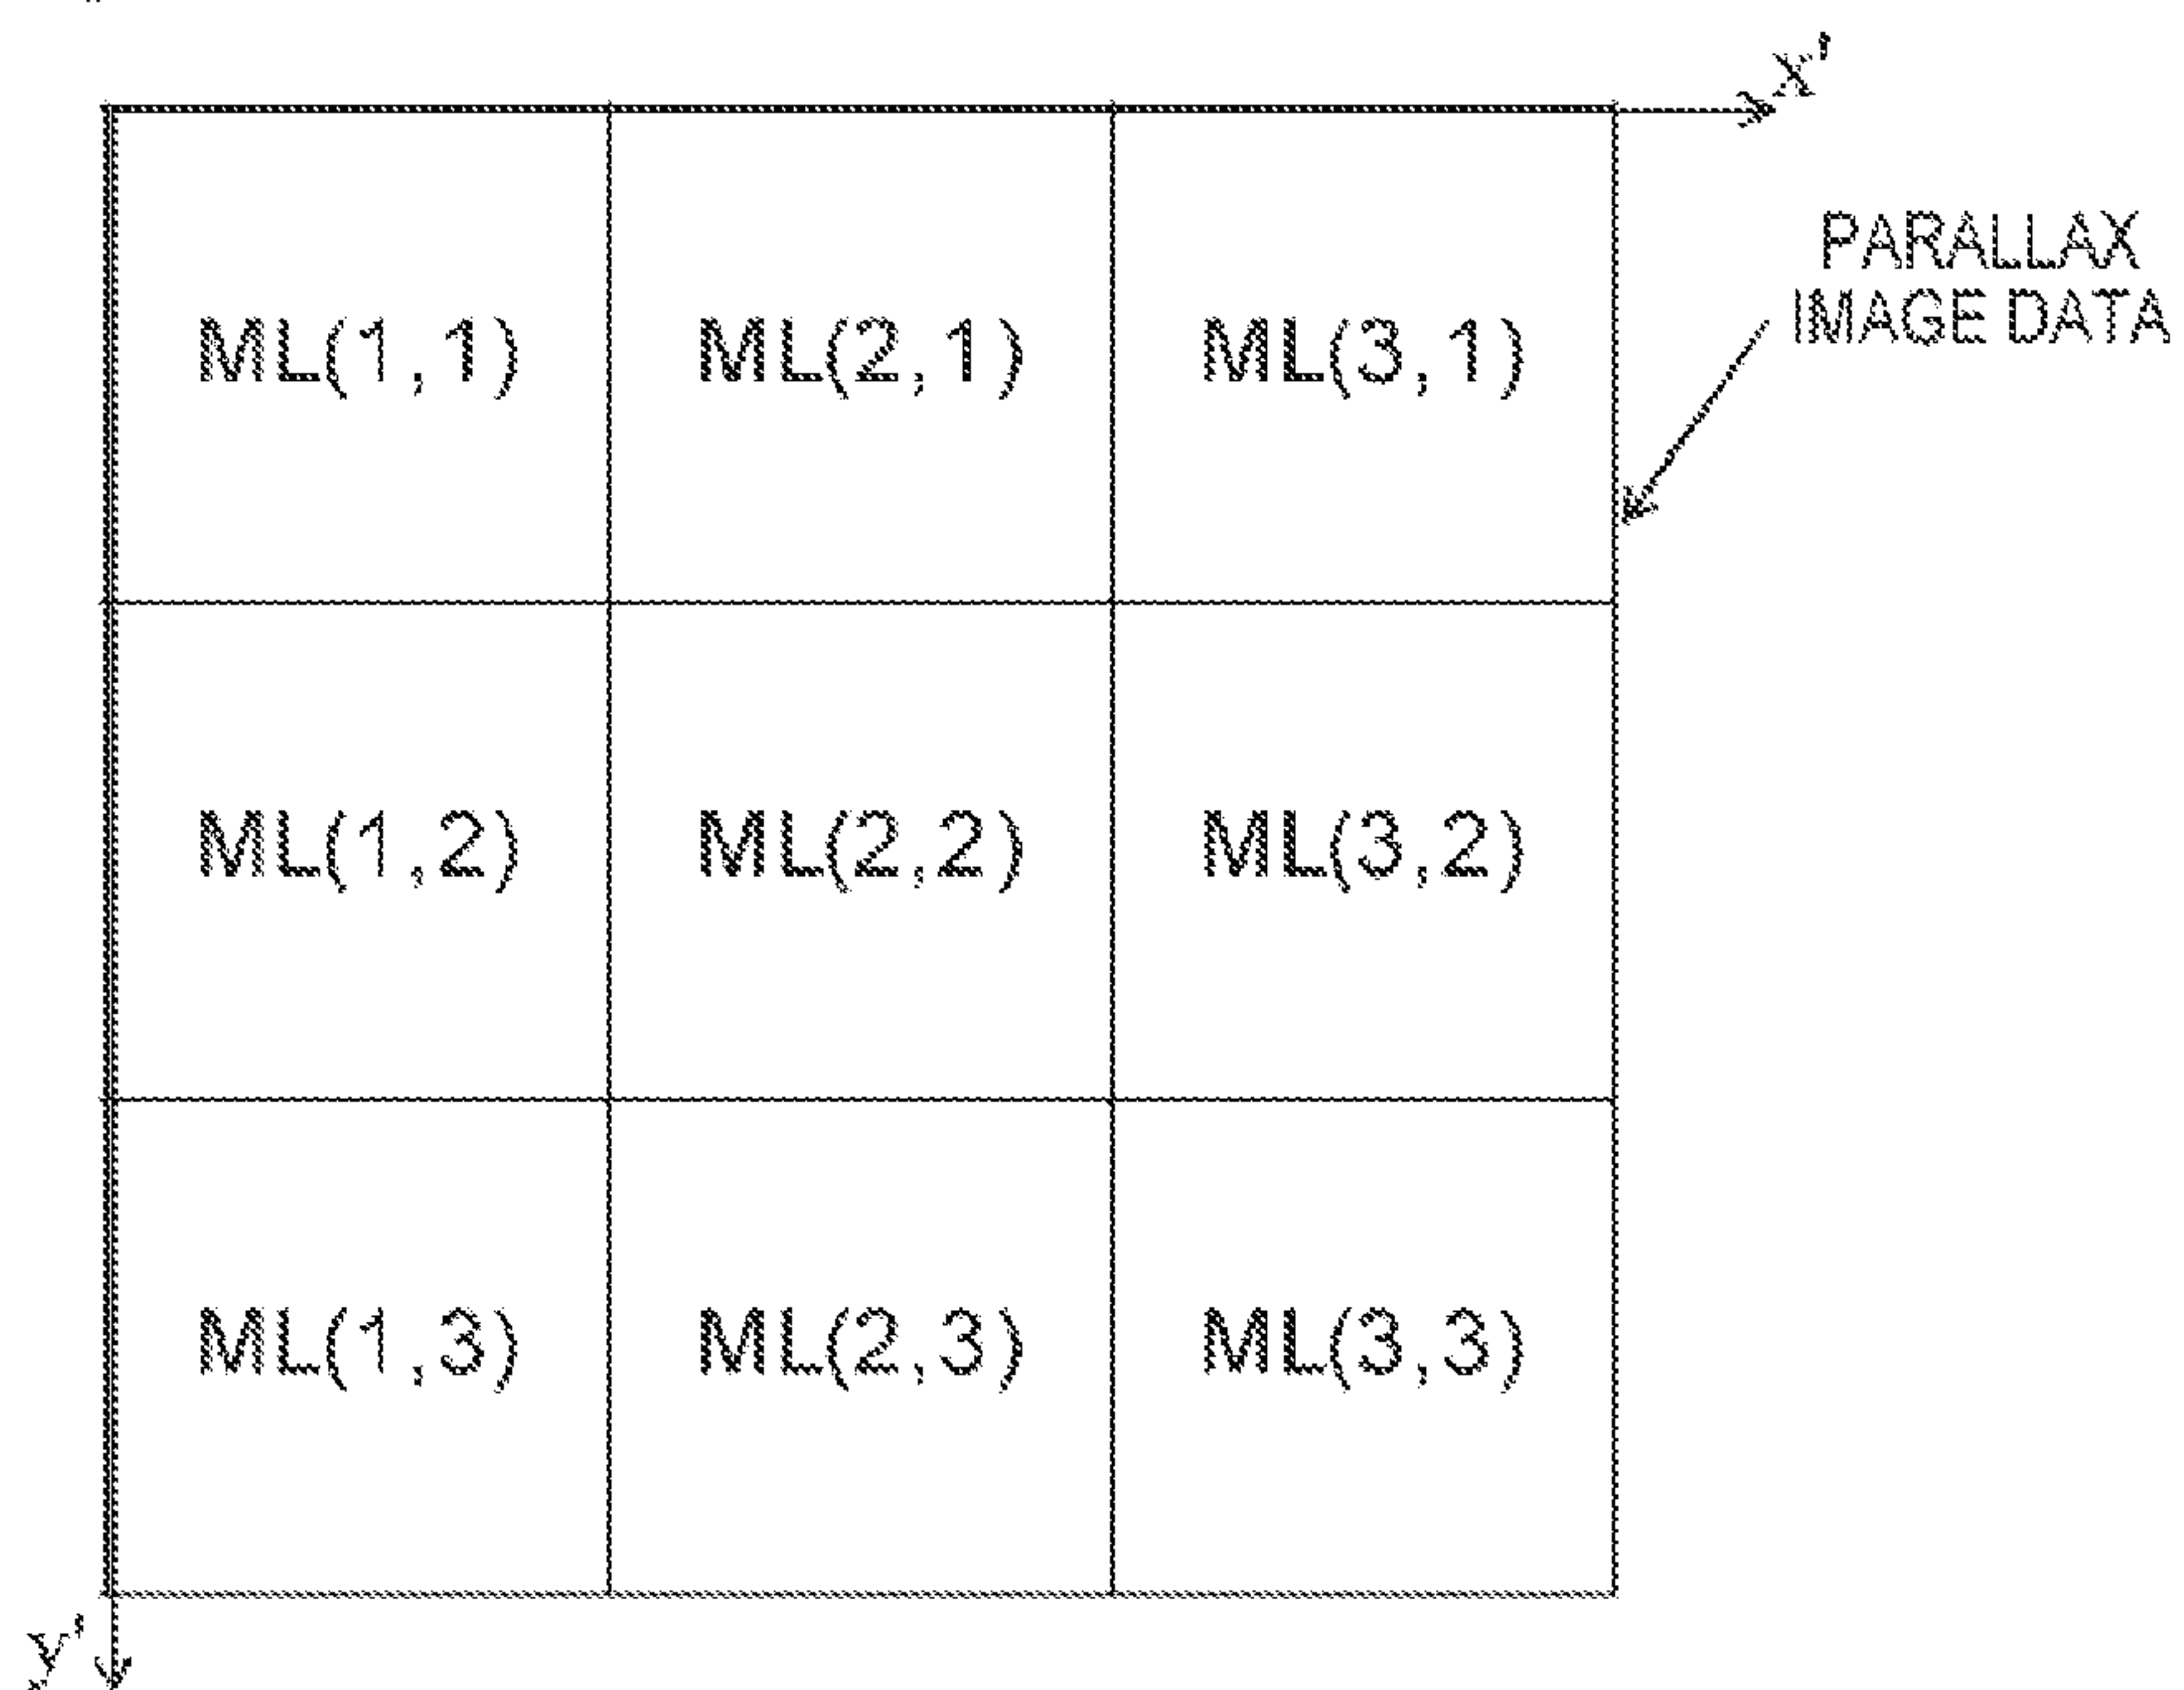 x'
PARALLAX
IMAGE DATA
ML(1,1) ML(2,1) ML(3,1)
ML(1,2) ML(2,2) ML(3,2)
ML(1,3) ML(2,3) ML(3,3)
y'